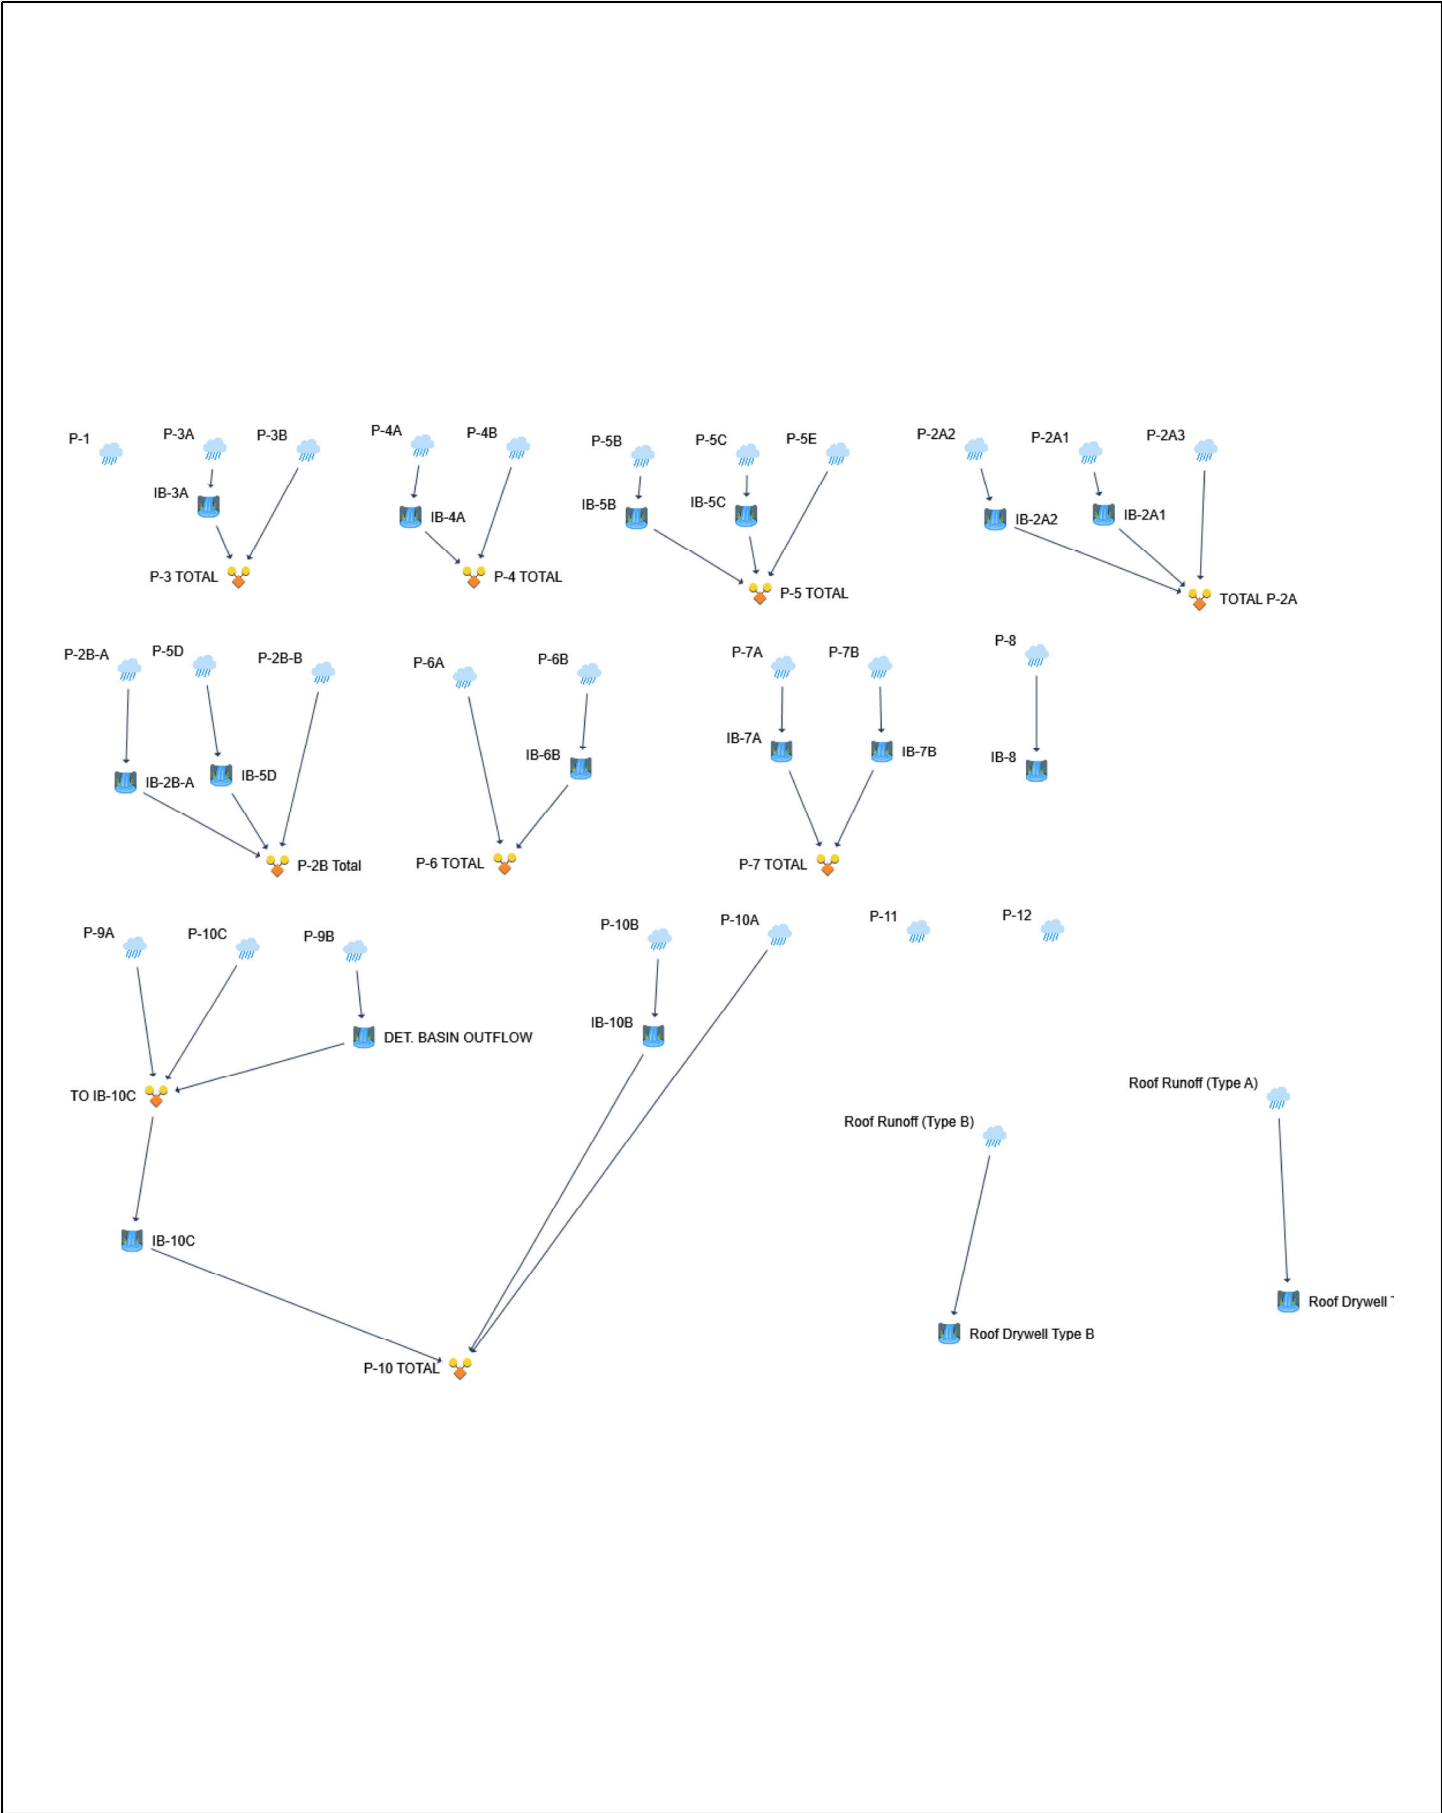 P-1
P-3A
P-3B
P-4A
P-4B
P-5B
P-5C
P-5E
P-2A2
P-2A1
P-2A3
IB-3A
IB-4A
IB-5B
IB-5C
IB-2A2
IB-2A1
P-3 TOTAL
P-4 TOTAL
P-5 TOTAL
TOTAL P-2A
P-2B-A
P-5D
P-2B-B
P-6A
P-6B
P-7A
P-7B
P-8
IB-2B-A
IB-5D
IB-6B
IB-7A
IB-7B
IB-8
P-2B Total
P-6 TOTAL
P-7 TOTAL
P-9A
P-10C
P-9B
P-10B
P-10A
P-11
P-12
DET. BASIN OUTFLOW
IB-10B
TO IB-10C
Roof Runoff (Type B)
Roof Runoff (Type A)
IB-10C
Roof Drywell Type B
Roof Drywell
P-10 TOTAL